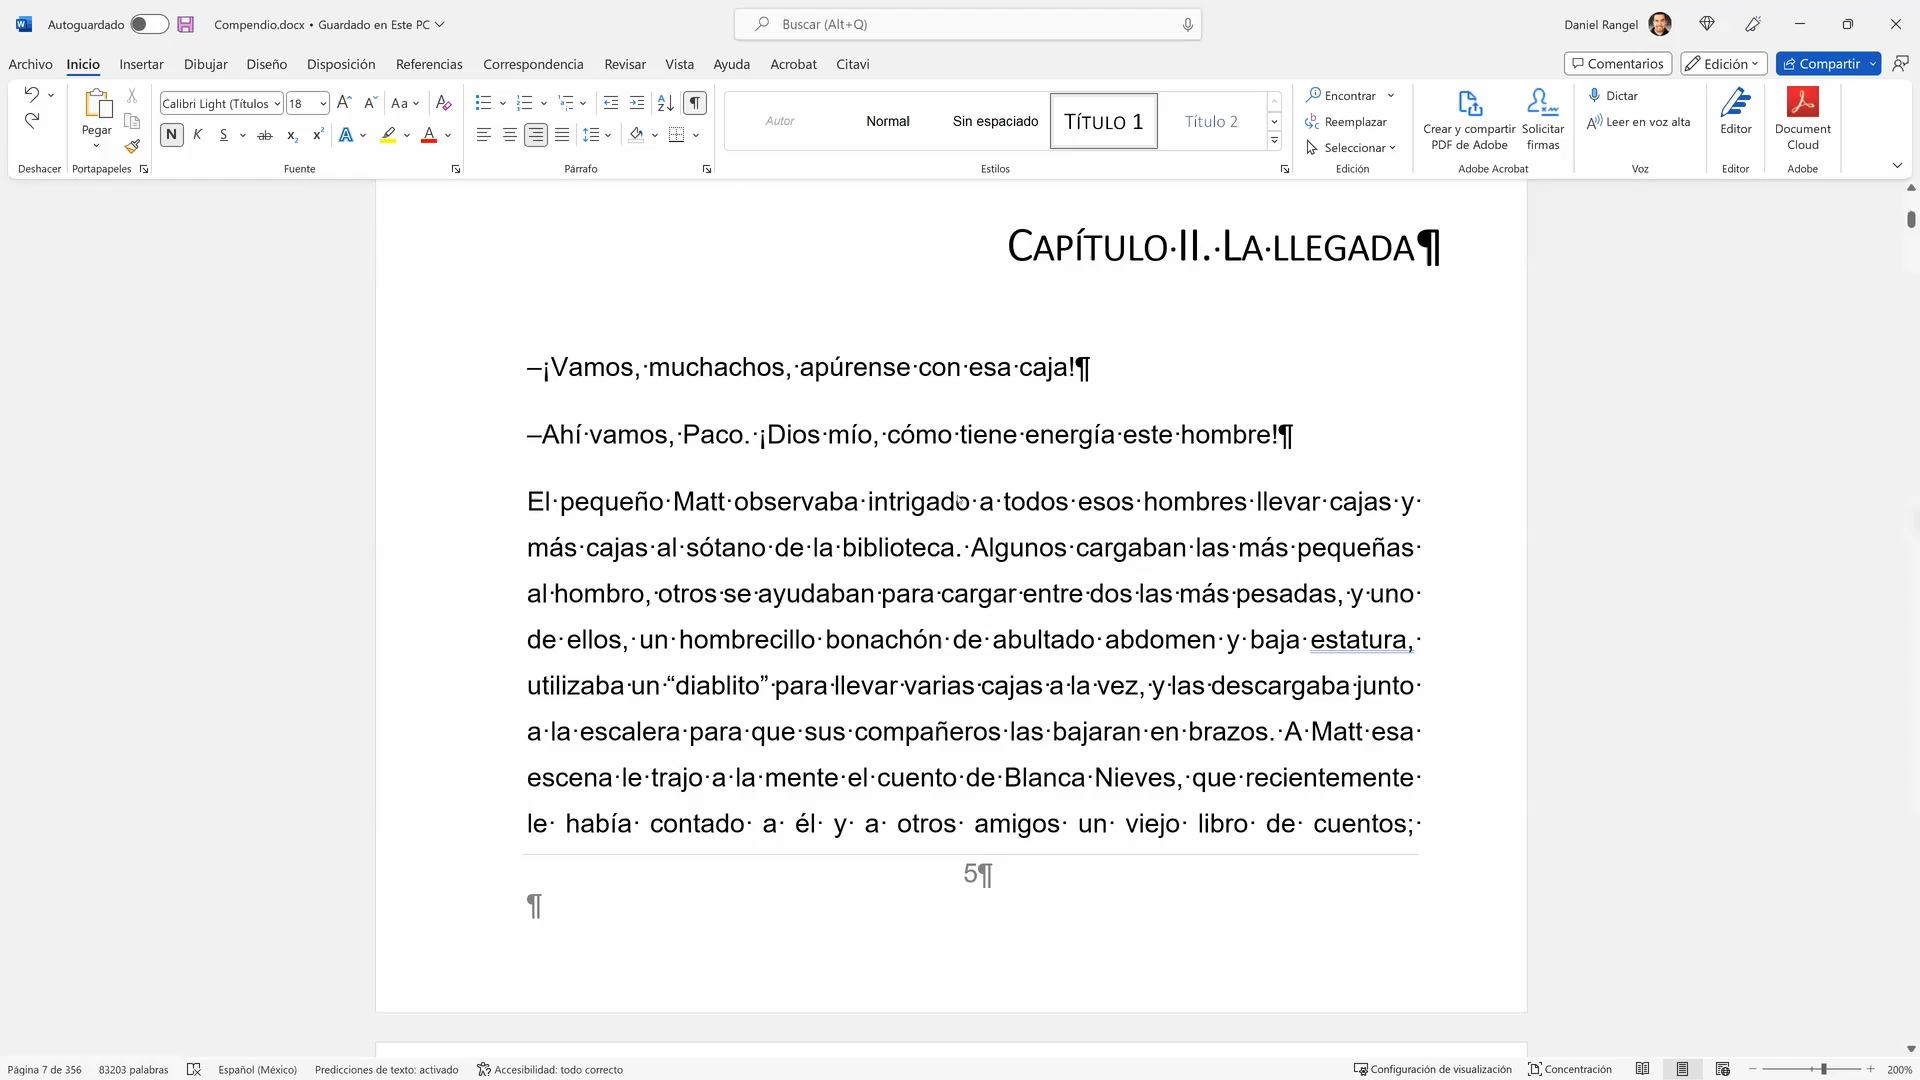 Autoguardado Compendio.docx • Guardado en Este PC Buscar (Alt+Q) Daniel Rangel
Archivo Inicio Insertar Dibujar Diseño Disposición Referencias Correspondencia Revisar Vista Ayuda Acrobat Citavi Comentarios Edición Compartir
Pegar
Calibri Light (Títulos 18 Aa
N K S ab x₂ x² A A
Autor Normal Sin espaciado Título 1 Título 2
Encontrar
Reemplazar
Seleccionar
Crear y compartir PDF de Adobe
Solicitar firmas
Dictar
Leer en voz alta
Editor
Document Cloud
Deshacer Portapapeles Fuente Párrafo Estilos Edición Adobe Acrobat Voz Editor Adobe
Capítulo·II.·La·llegada¶
–¡Vamos,·muchachos,·apúrense·con·esa·caja!¶
–Ahí·vamos,·Paco.·¡Dios·mío,·cómo·tiene·energía·este·hombre!¶
El·pequeño·Matt·observaba·intrigado·a·todos·esos·hombres·llevar·cajas·y·
más·cajas·al·sótano·de·la·biblioteca.·Algunos·cargaban·las·más·pequeñas·
al·hombro,·otros·se·ayudaban·para·cargar·entre·dos·las·más·pesadas,·y·uno·
de·ellos,·un·hombrecillo·bonachón·de·abultado·abdomen·y·baja·estatura,·
utilizaba·un·“diablito”·para·llevar·varias·cajas·a·la·vez,·y·las·descargaba·junto·
a·la·escalera·para·que·sus·compañeros·las·bajaran·en·brazos.·A·Matt·esa·
escena·le·trajo·a·la·mente·el·cuento·de·Blanca·Nieves,·que·recientemente·
le·había·contado·a·él·y·a·otros·amigos·un·viejo·libro·de·cuentos;·
5¶
¶
Página 7 de 356 83203 palabras Español (México) Predicciones de texto: activado Accesibilidad: todo correcto Configuración de visualización Concentración 200%